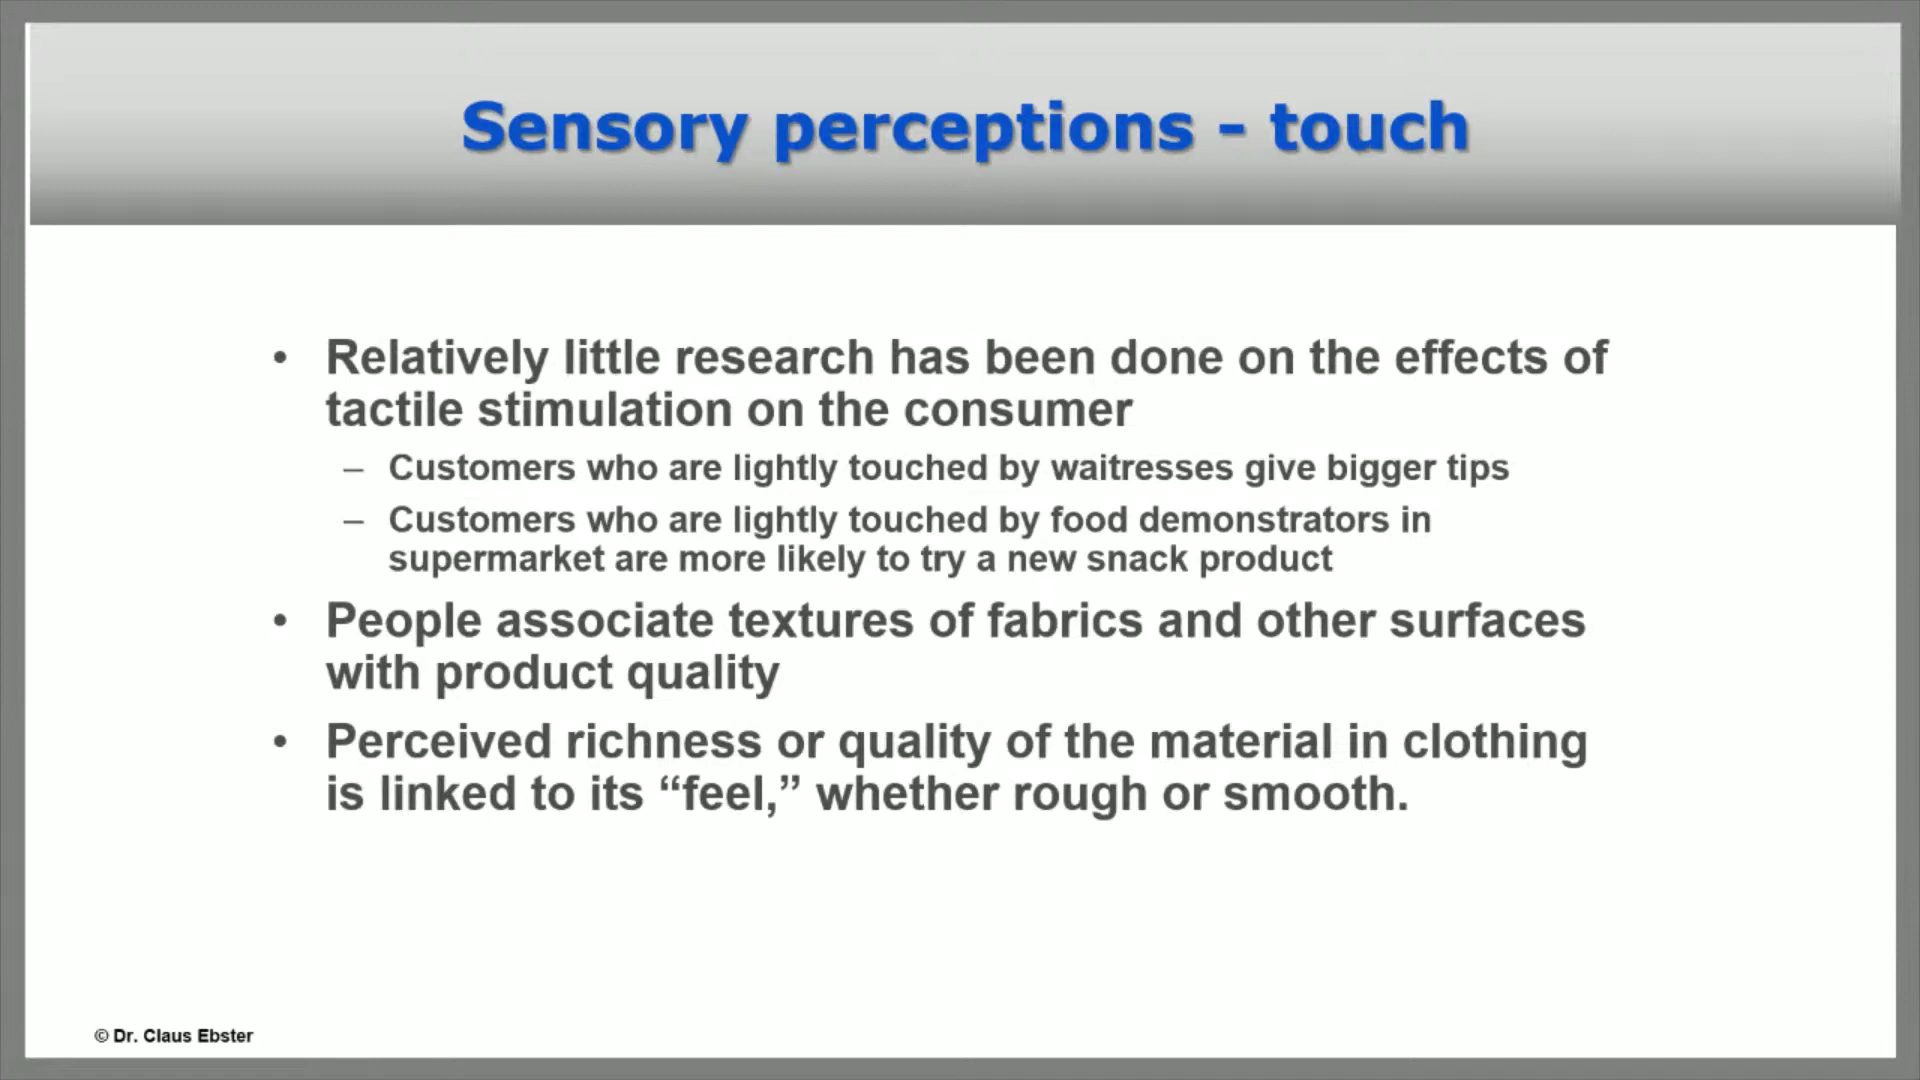 Sensory perceptions - touch
• Relatively little research has been done on the effects of
tactile stimulation on the consumer
– Customers who are lightly touched by waitresses give bigger tips
– Customers who are lightly touched by food demonstrators in
supermarket are more likely to try a new snack product
• People associate textures of fabrics and other surfaces
with product quality
• Perceived richness or quality of the material in clothing
is linked to its “feel,” whether rough or smooth.
© Dr. Claus Ebster